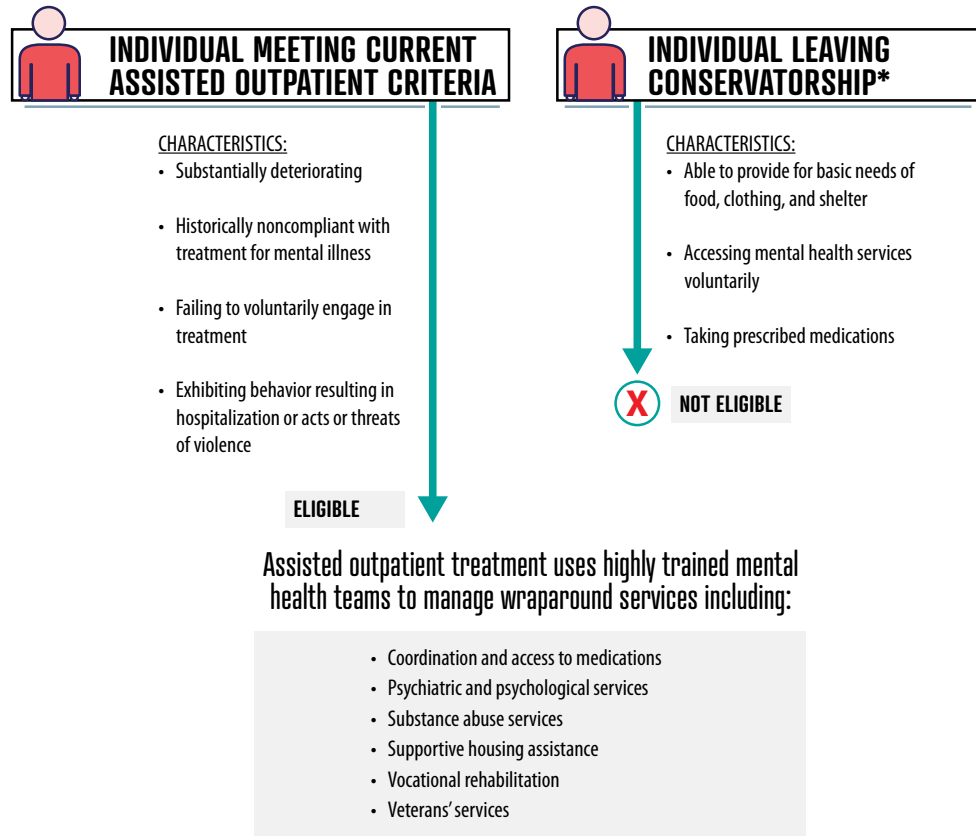 INDIVIDUAL MEETING CURRENT
ASSISTED OUTPATIENT CRITERIA
CHARACTERISTICS:
• Substantially deteriorating
• Historically noncompliant with
treatment for mental illness
• Failing to voluntarily engage in
treatment
• Exhibiting behavior resulting in
hospitalization or acts or threats
of violence
ELIGIBLE
INDIVIDUAL LEAVING
CONSERVATORSHIP*
CHARACTERISTICS:
• Able to provide for basic needs of
food, clothing, and shelter
• Accessing mental health services
voluntarily
• Taking prescribed medications
X NOT ELIGIBLE
Assisted outpatient treatment uses highly trained mental
health teams to manage wraparound services including:
• Coordination and access to medications
• Psychiatric and psychological services
• Substance abuse services
• Supportive housing assistance
• Vocational rehabilitation
• Veterans’ services